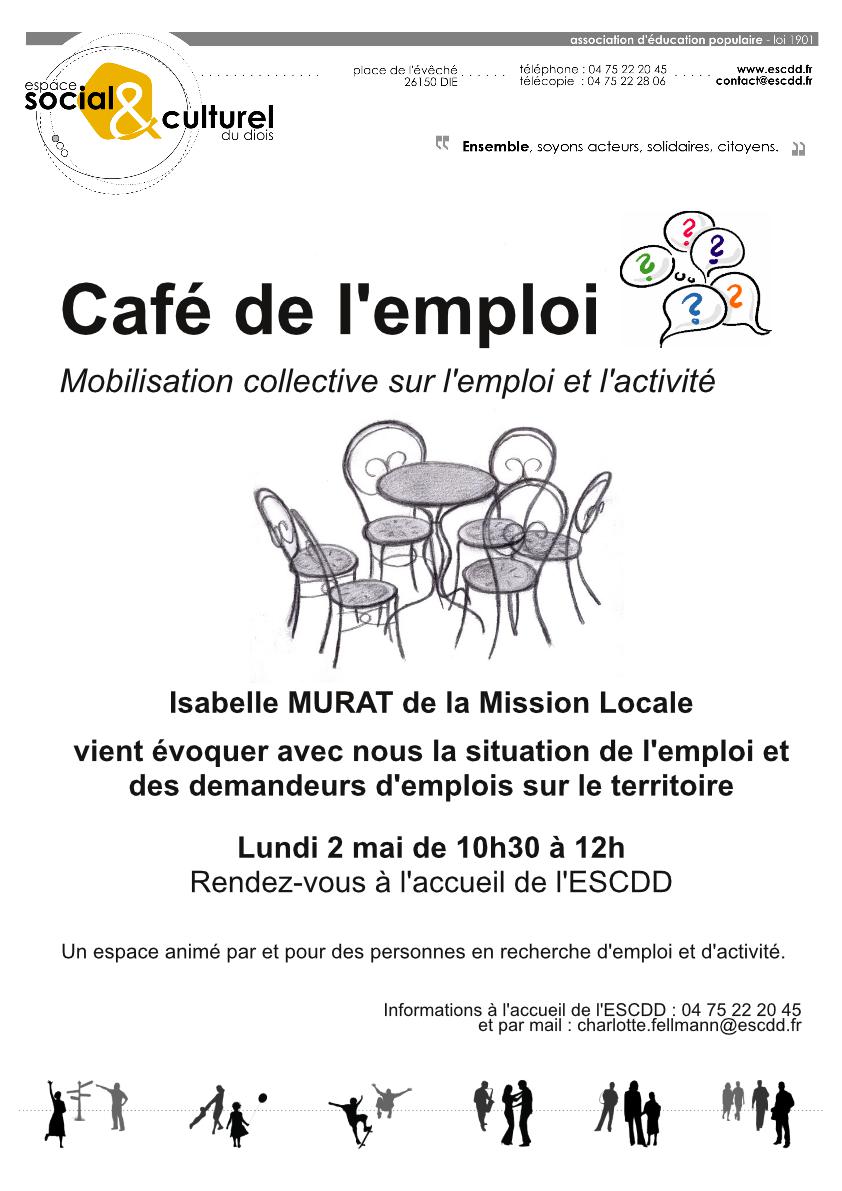 association d'éducation populaire - loi 1901
espace
social & culturel
du diois
place de l'évêché
26150 DIE
téléphone : 04 75 22 20 45
télécopie : 04 75 22 28 06
www.escdd.fr
contact@escdd.fr
Ensemble, soyons acteurs, solidaires, citoyens.
? ? ? ? ?
Café de l'emploi
Mobilisation collective sur l'emploi et l'activité
Isabelle MURAT de la Mission Locale
vient évoquer avec nous la situation de l'emploi et
des demandeurs d'emplois sur le territoire
Lundi 2 mai de 10h30 à 12h
Rendez-vous à l'accueil de l'ESCDD
Un espace animé par et pour des personnes en recherche d'emploi et d'activité.
Informations à l'accueil de l'ESCDD : 04 75 22 20 45
et par mail : charlotte.fellmann@escdd.fr